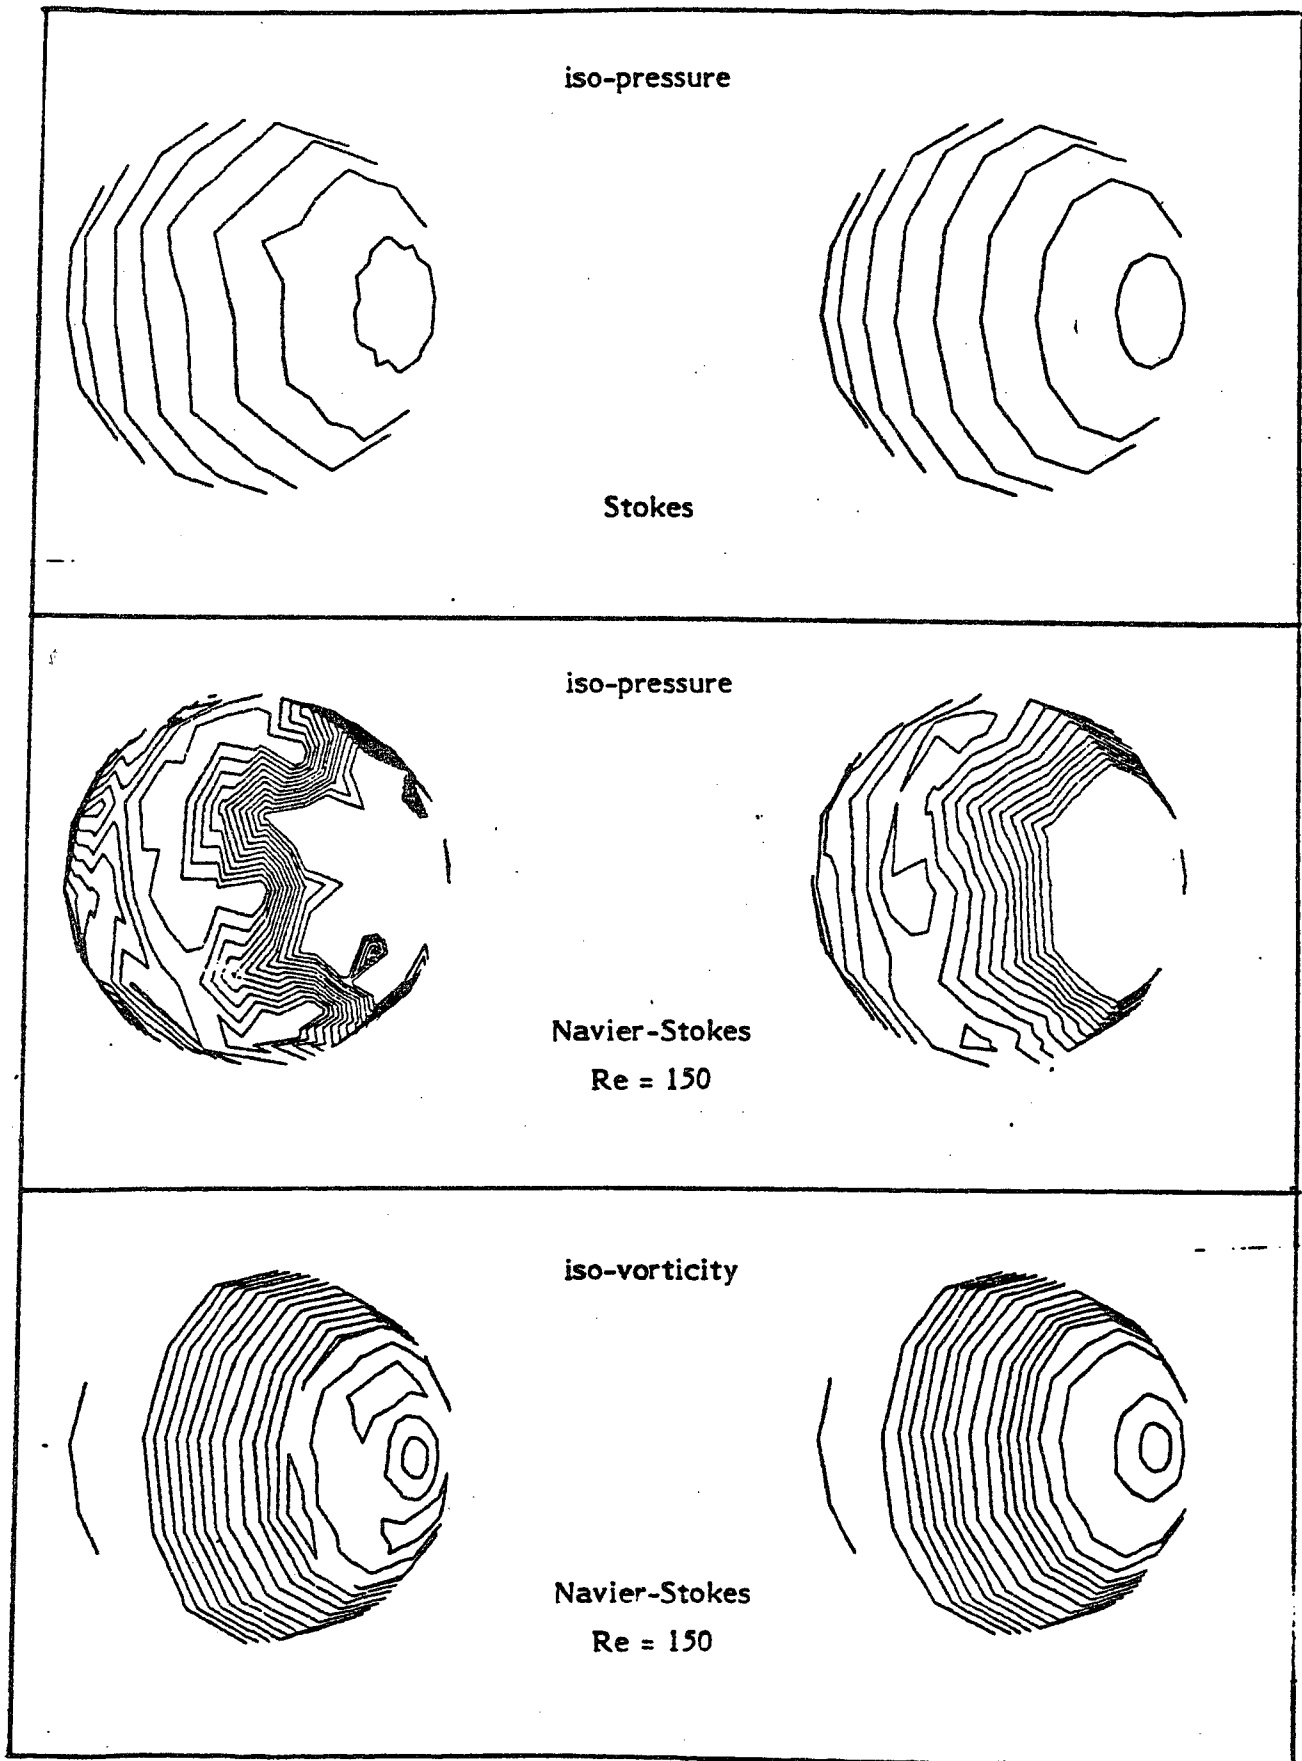 iso-pressure
Stokes
iso-pressure
Navier-Stokes
Re = 150
iso-vorticity
Navier-Stokes
Re = 150